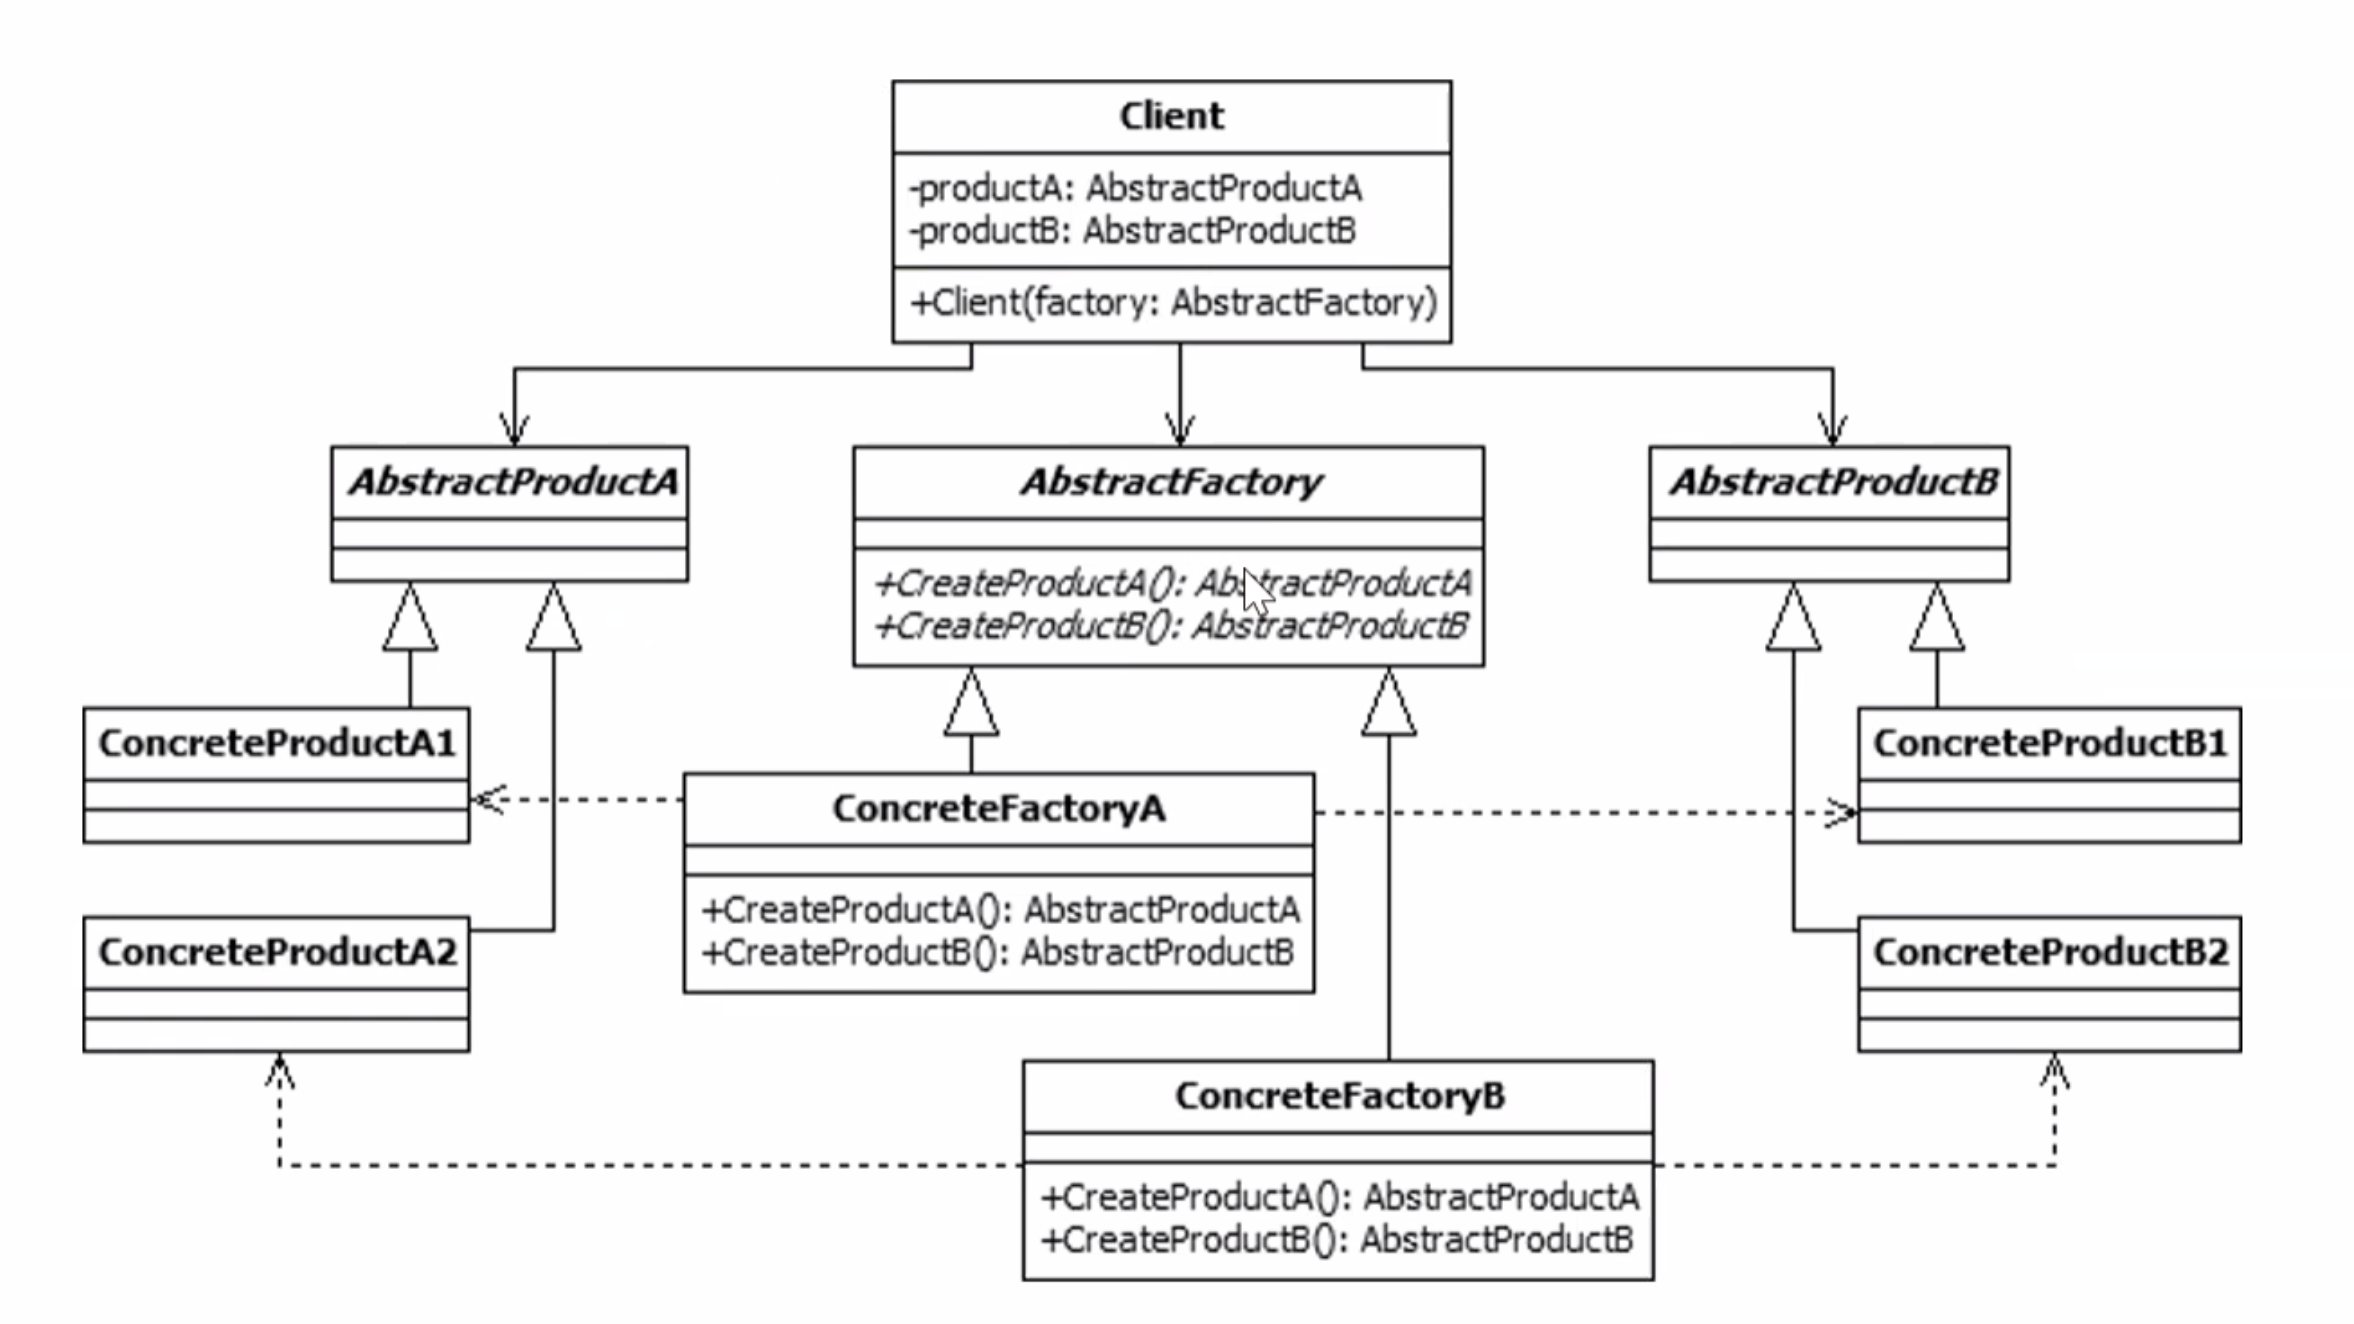 Client
-productA: AbstractProductA
-productB: AbstractProductB
+Client(factory: AbstractFactory)
AbstractProductA
AbstractFactory
+CreateProductA(): AbstractProductA
+CreateProductB(): AbstractProductB
AbstractProductB
ConcreteProductA1
ConcreteProductB1
ConcreteFactoryA
+CreateProductA(): AbstractProductA
+CreateProductB(): AbstractProductB
ConcreteProductA2
ConcreteProductB2
ConcreteFactoryB
+CreateProductA(): AbstractProductA
+CreateProductB(): AbstractProductB